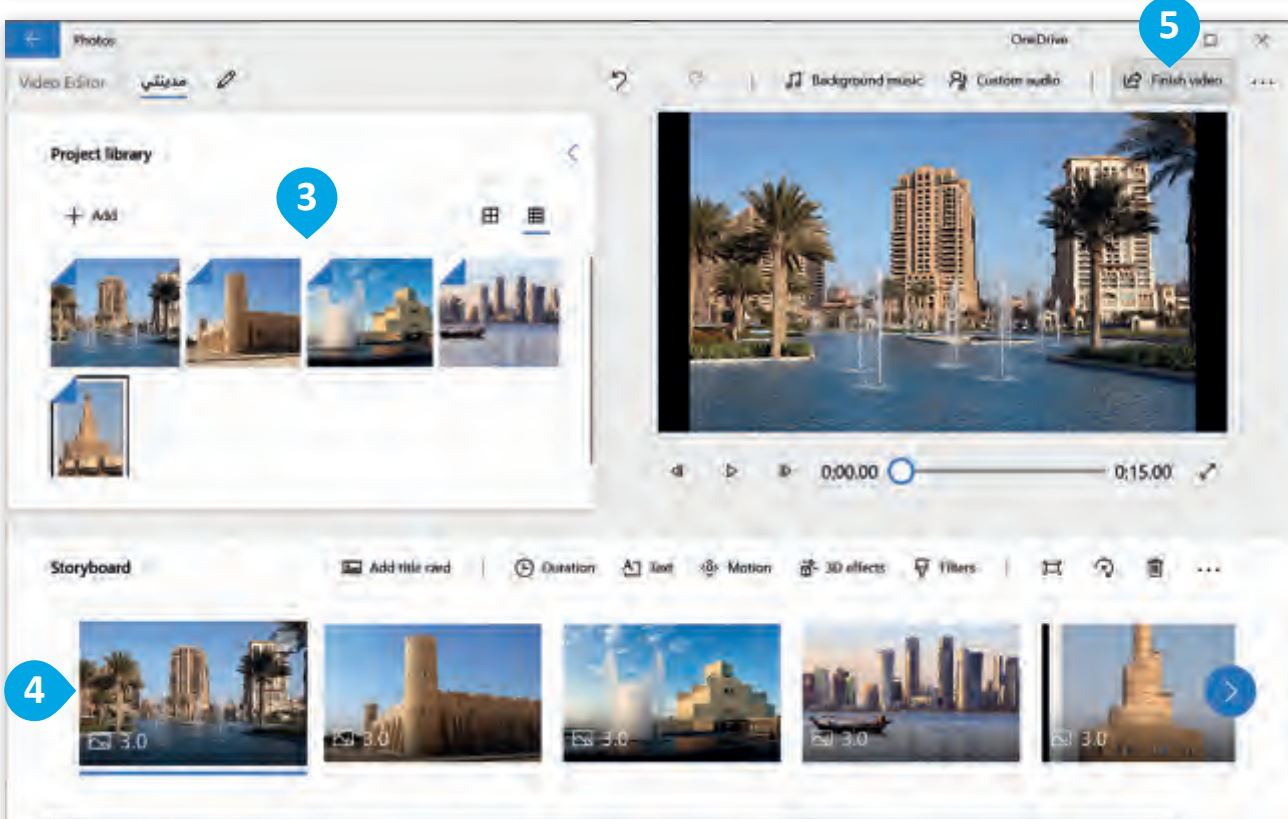 5
Photos
OneDrive
Video Editor مدينتي
Background music Custom audio Finish video ...
Project library
3
+ Add
0:00.00 0:15.00
Storyboard Add title card Duration Text Motion 3D effects Filters ...
4
3.0 3.0 3.0 3.0 3.0